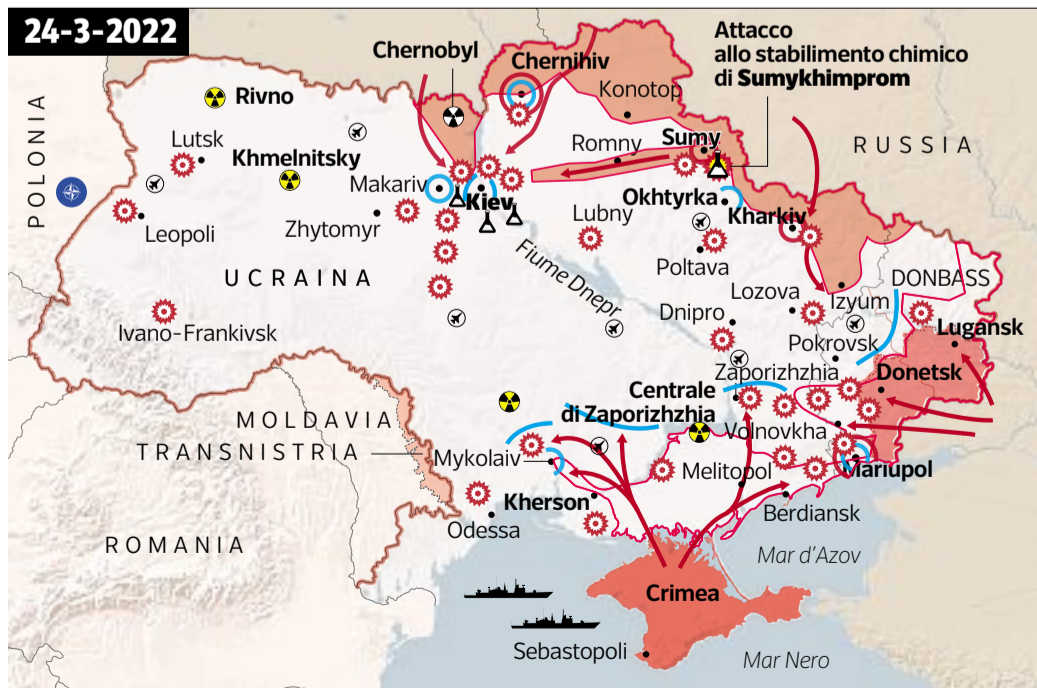 24-3-2022
Chernobyl
Chernihiv
Attacco
allo stabilimento chimico
di Sumykhimprom
Konotop
Rivno
POLONIA
Lutsk
Khmelnitsky
Romny
Sumy
RUSSIA
Makariv
Kiev
Okhtyrka
Leopoli
Zhytomyr
Lubny
Kharkiv
Poltava
UCRAINA
Fiume Dnepr
DONBASS
Lozova
Izyum
Ivano-Frankivsk
Dnipro
Lugansk
Pokrovsk
Zaporizhzhia
Donetsk
Centrale
di Zaporizhzhia
MOLDAVIA
Volnovkha
TRANSNISTRIA
Mykolaiv
Melitopol
Mariupol
Kherson
Berdiansk
Odessa
ROMANIA
Mar d'Azov
Crimea
Sebastopoli
Mar Nero